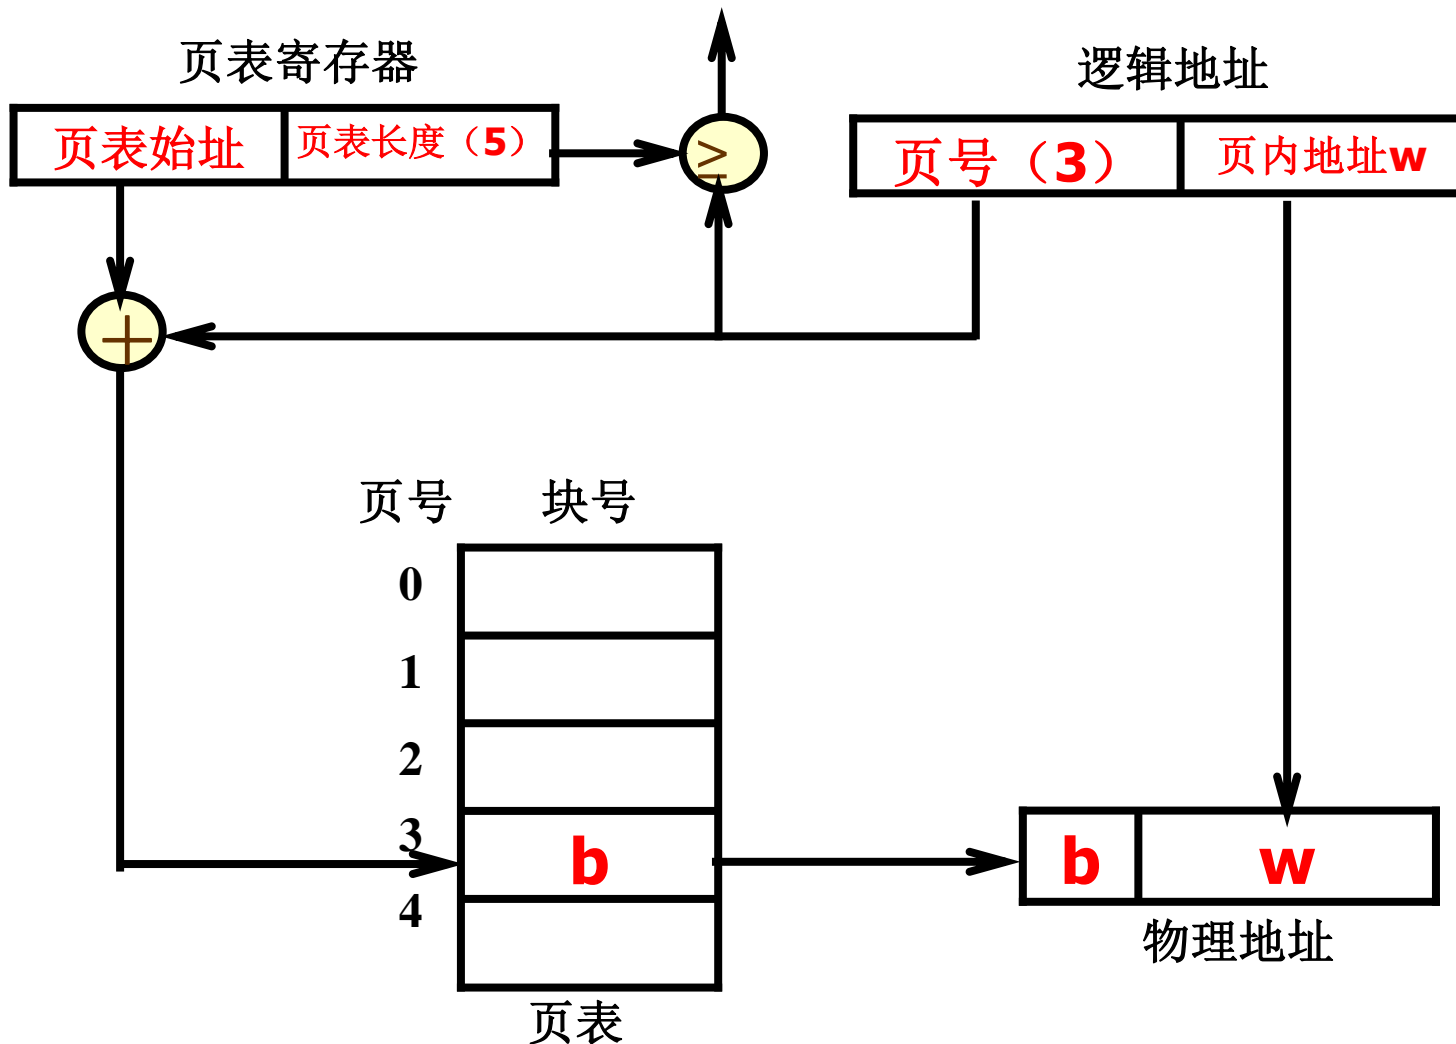 页表寄存器
逻辑地址
页表始址 页表长度（5）
≥
页号（3） 页内地址w
+
页号 块号
0
1
2
3 b
b w
4
物理地址
页表